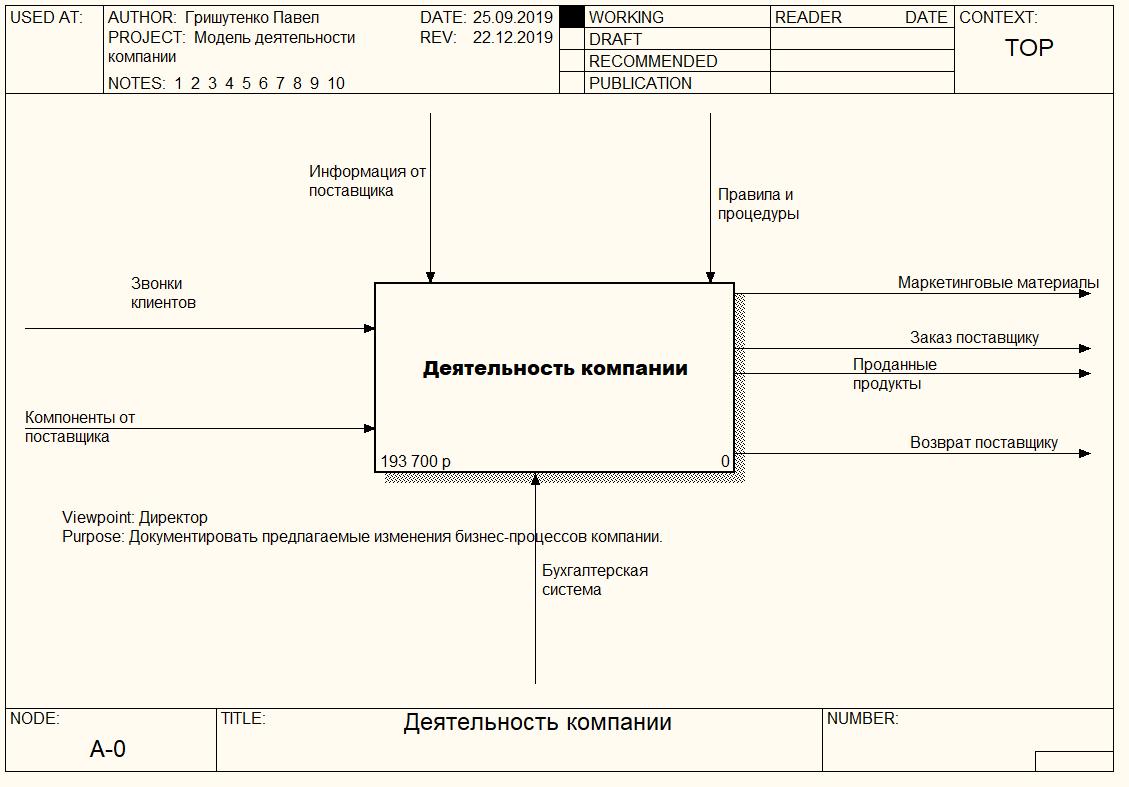 USED AT:
AUTHOR: Гришутенко Павел
DATE: 25.09.2019
PROJECT: Модель деятельности
компании
REV: 22.12.2019
NOTES: 1 2 3 4 5 6 7 8 9 10
WORKING
DRAFT
RECOMMENDED
PUBLICATION
READER
DATE
CONTEXT:
TOP
Информация от
поставщика
Правила и
процедуры
Звонки
клиентов
Маркетинговые материалы
Заказ поставщику
Проданные
продукты
Деятельность компании
Компоненты от
поставщика
Возврат поставщику
193 700 р
0
Viewpoint: Директор
Purpose: Документировать предлагаемые изменения бизнес-процессов компании.
Бухгалтерская
система
NODE:
A-0
TITLE:
Деятельность компании
NUMBER: